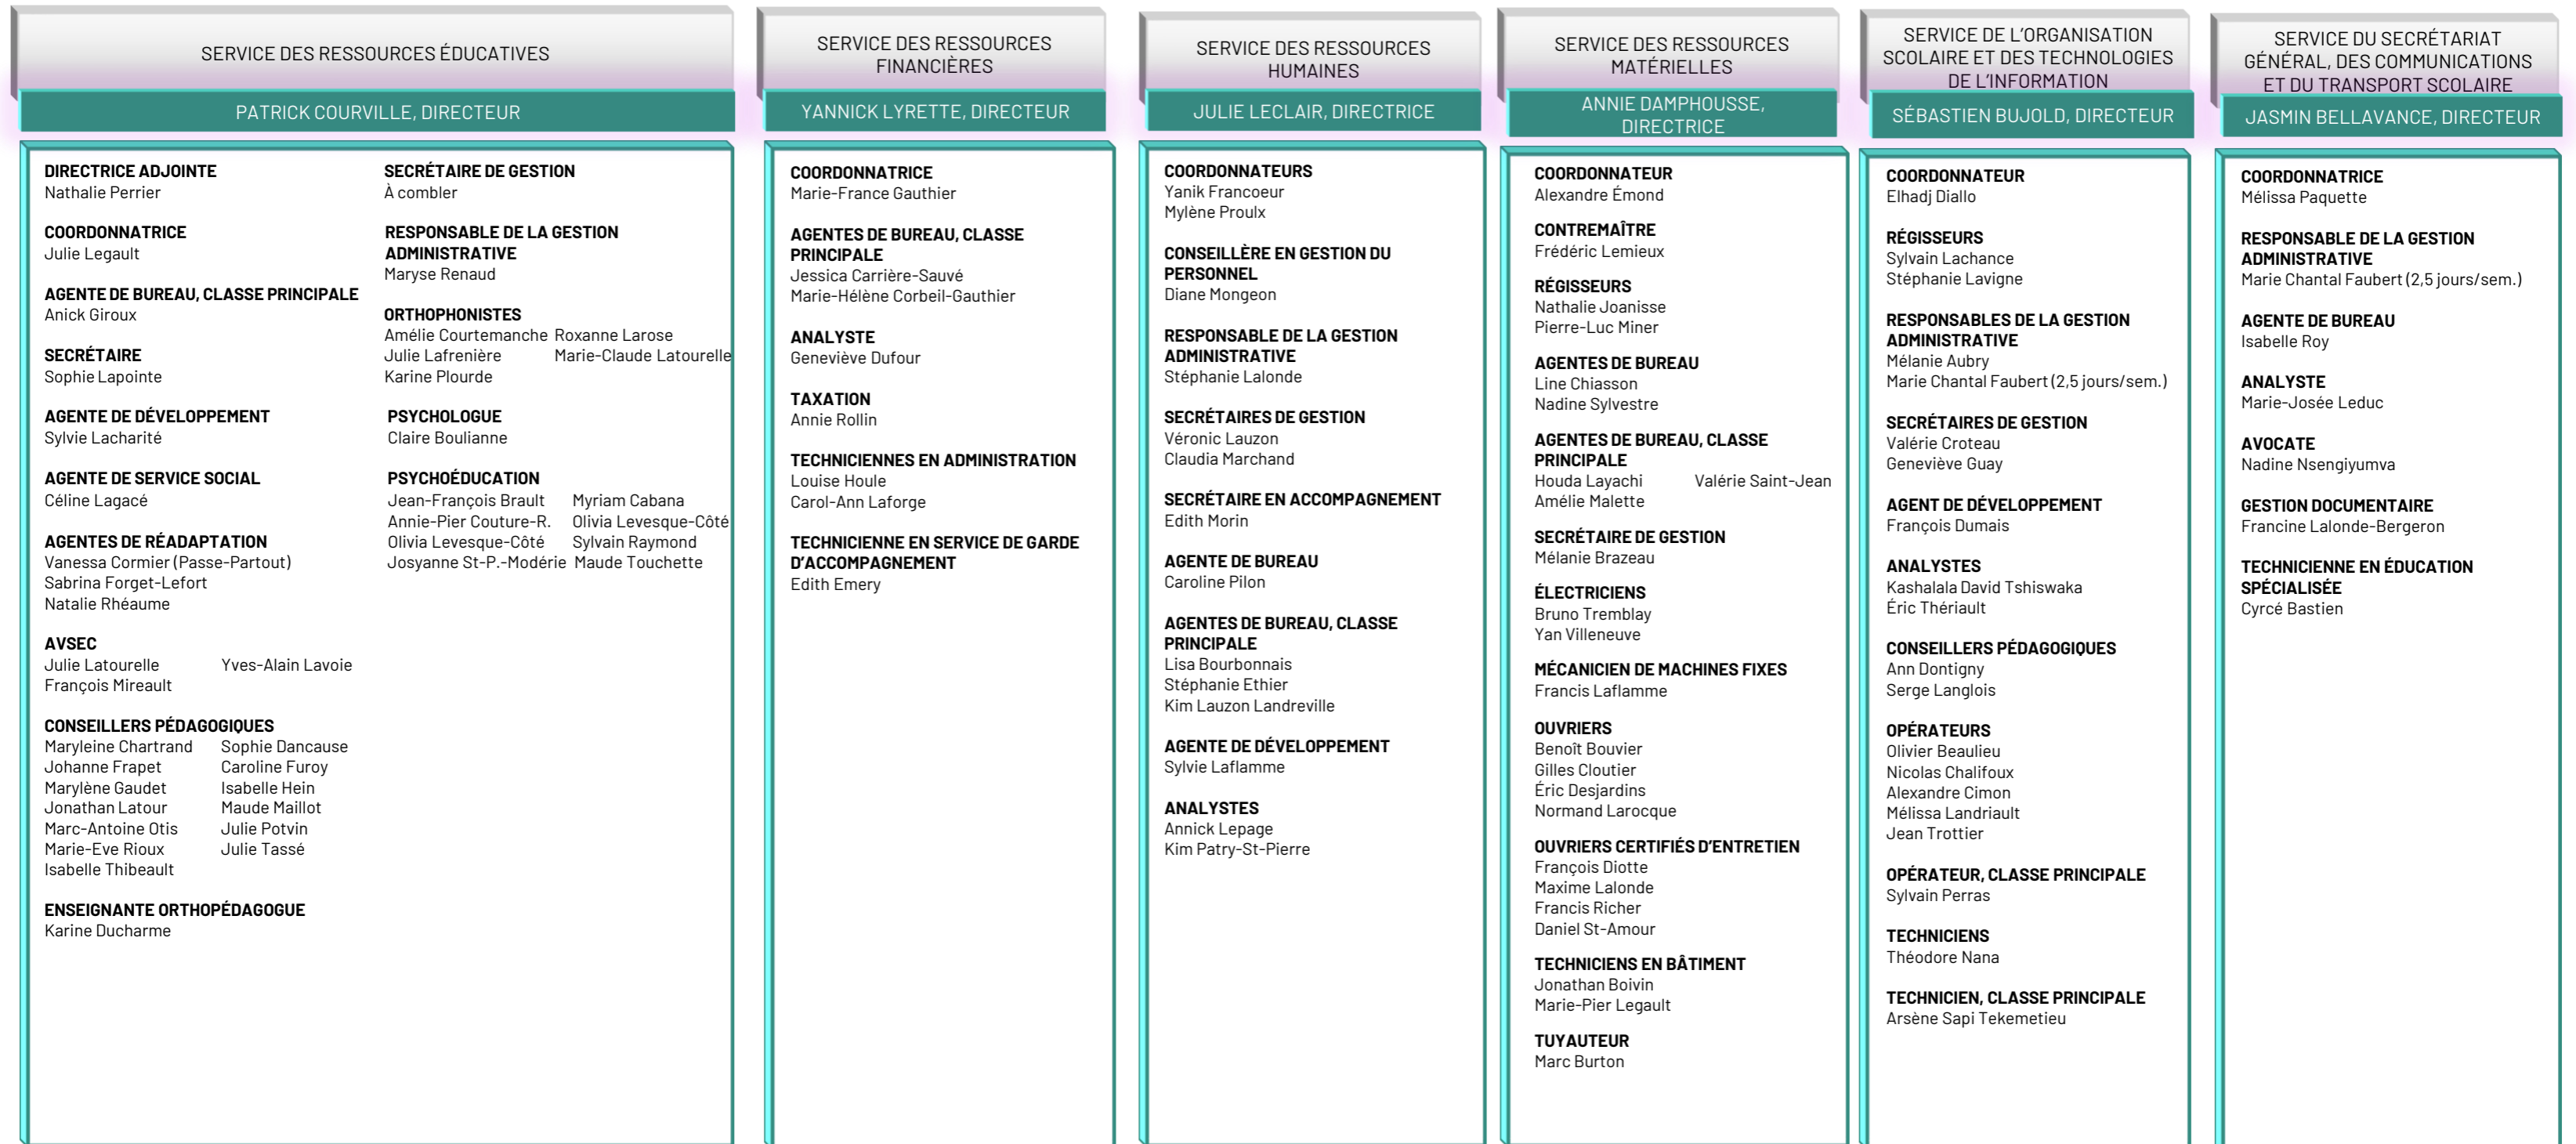 SERVICE DES RESSOURCES ÉDUCATIVES
PATRICK COURVILLE, DIRECTEUR
DIRECTRICE ADJOINTE
Nathalie Perrier
COORDONNATRICE
Julie Legault
AGENTE DE BUREAU, CLASSE PRINCIPALE
Anick Giroux
SECRÉTAIRE
Sophie Lapointe
AGENTE DE DÉVELOPPEMENT
Sylvie Lacharité
AGENTE DE SERVICE SOCIAL
Céline Lagacé
AGENTES DE RÉADAPTATION
Vanessa Cormier (Passe-Partout)
Sabrina Forget-Lefort
Natalie Rhéaume
AVSEC
Julie Latourelle Yves-Alain Lavoie
François Mireault
CONSEILLERS PÉDAGOGIQUES
Maryleine Chartrand Sophie Dancause
Johanne Frapet Caroline Furoy
Marylène Gaudet Isabelle Hein
Jonathan Latour Maude Maillot
Marc-Antoine Otis Julie Potvin
Marie-Eve Rioux Julie Tassé
Isabelle Thibeault
ENSEIGNANTE ORTHOPÉDAGOGUE
Karine Ducharme
SECRÉTAIRE DE GESTION
À combler
RESPONSABLE DE LA GESTION
ADMINISTRATIVE
Maryse Renaud
ORTHOPHONISTES
Amélie Courtemanche Roxanne Larose
Julie Lafrenière Marie-Claude Latourelle
Karine Plourde
PSYCHOLOGUE
Claire Boulianne
PSYCHOÉDUCATION
Jean-François Brault Myriam Cabana
Annie-Pier Couture-R. Olivia Levesque-Côté
Olivia Levesque-Côté Sylvain Raymond
Josyanne St-P.-Modérie Maude Touchette
SERVICE DES RESSOURCES
FINANCIÈRES
YANNICK LYRETTE, DIRECTEUR
COORDONNATRICE
Marie-France Gauthier
AGENTES DE BUREAU, CLASSE
PRINCIPALE
Jessica Carrière-Sauvé
Marie-Hélène Corbeil-Gauthier
ANALYSTE
Geneviève Dufour
TAXATION
Annie Rollin
TECHNICIENNES EN ADMINISTRATION
Louise Houle
Carol-Ann Laforge
TECHNICIENNE EN SERVICE DE GARDE
D’ACCOMPAGNEMENT
Edith Emery
SERVICE DES RESSOURCES
HUMAINES
JULIE LECLAIR, DIRECTRICE
COORDONNATEURS
Yanik Francoeur
Mylène Proulx
CONSEILLÈRE EN GESTION DU
PERSONNEL
Diane Mongeon
RESPONSABLE DE LA GESTION
ADMINISTRATIVE
Stéphanie Lalonde
SECRÉTAIRES DE GESTION
Véronic Lauzon
Claudia Marchand
SECRÉTAIRE EN ACCOMPAGNEMENT
Edith Morin
AGENTE DE BUREAU
Caroline Pilon
AGENTES DE BUREAU, CLASSE
PRINCIPALE
Lisa Bourbonnais
Stéphanie Ethier
Kim Lauzon Landreville
AGENTE DE DÉVELOPPEMENT
Sylvie Laflamme
ANALYSTES
Annick Lepage
Kim Patry-St-Pierre
SERVICE DES RESSOURCES
MATÉRIELLES
ANNIE DAMPHOUSSE,
DIRECTRICE
COORDONNATEUR
Alexandre Émond
CONTREMAÎTRE
Frédéric Lemieux
RÉGISSEURS
Nathalie Joanisse
Pierre-Luc Miner
AGENTES DE BUREAU
Line Chiasson
Nadine Sylvestre
AGENTES DE BUREAU, CLASSE
PRINCIPALE
Houda Layachi Valérie Saint-Jean
Amélie Malette
SECRÉTAIRE DE GESTION
Mélanie Brazeau
ÉLECTRICIENS
Bruno Tremblay
Yan Villeneuve
MÉCANICIEN DE MACHINES FIXES
Francis Laflamme
OUVRIERS
Benoît Bouvier
Gilles Cloutier
Éric Desjardins
Normand Larocque
OUVRIERS CERTIFIÉS D’ENTRETIEN
François Diotte
Maxime Lalonde
Francis Richer
Daniel St-Amour
TECHNICIENS EN BÂTIMENT
Jonathan Boivin
Marie-Pier Legault
TUYAUTEUR
Marc Burton
SERVICE DE L’ORGANISATION
SCOLAIRE ET DES TECHNOLOGIES
DE L’INFORMATION
SÉBASTIEN BUJOLD, DIRECTEUR
COORDONNATEUR
Elhadj Diallo
RÉGISSEURS
Sylvain Lachance
Stéphanie Lavigne
RESPONSABLES DE LA GESTION
ADMINISTRATIVE
Mélanie Aubry
Marie Chantal Faubert (2,5 jours/sem.)
SECRÉTAIRES DE GESTION
Valérie Croteau
Geneviève Guay
AGENT DE DÉVELOPPEMENT
François Dumais
ANALYSTES
Kashalala David Tshiswaka
Éric Thériault
CONSEILLERS PÉDAGOGIQUES
Ann Dontigny
Serge Langlois
OPÉRATEURS
Olivier Beaulieu
Nicolas Chalifoux
Alexandre Cimon
Mélissa Landriault
Jean Trottier
OPÉRATEUR, CLASSE PRINCIPALE
Sylvain Perras
TECHNICIENS
Théodore Nana
TECHNICIEN, CLASSE PRINCIPALE
Arsène Sapi Tekemetieu
SERVICE DU SECRÉTARIAT
GÉNÉRAL, DES COMMUNICATIONS
ET DU TRANSPORT SCOLAIRE
JASMIN BELLAVANCE, DIRECTEUR
COORDONNATRICE
Mélissa Paquette
RESPONSABLE DE LA GESTION
ADMINISTRATIVE
Marie Chantal Faubert (2,5 jours/sem.)
AGENTE DE BUREAU
Isabelle Roy
ANALYSTE
Marie-Josée Leduc
AVOCATE
Nadine Nsengiyumva
GESTION DOCUMENTAIRE
Francine Lalonde-Bergeron
TECHNICIENNE EN ÉDUCATION
SPÉCIALISÉE
Cyrcé Bastien